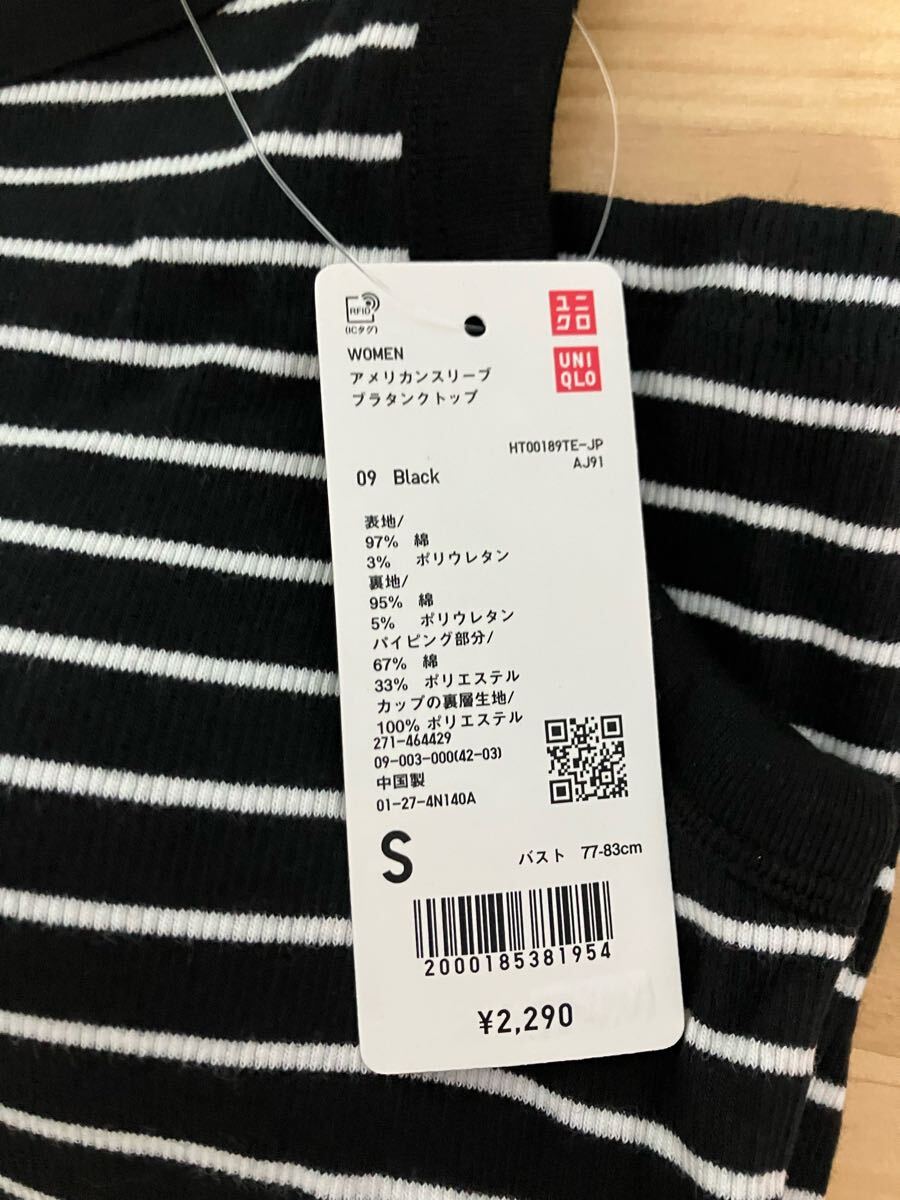 RFID
(ICタグ)
ユニ
クロ
UNI
QLO
WOMEN
アメリカンスリーブ
ブラタンクトップ
HT00189TE-JP
AJ91
09 Black
表地/
97% 綿
3% ポリウレタン
裏地/
95% 綿
5% ポリウレタン
パイピング部分/
67% 綿
33% ポリエステル
カップの裏層生地/
100% ポリエステル
271-464429
09-003-000(42-03)
中国製
01-27-4N140A
S
バスト 77-83cm
2000185381954
¥2,290